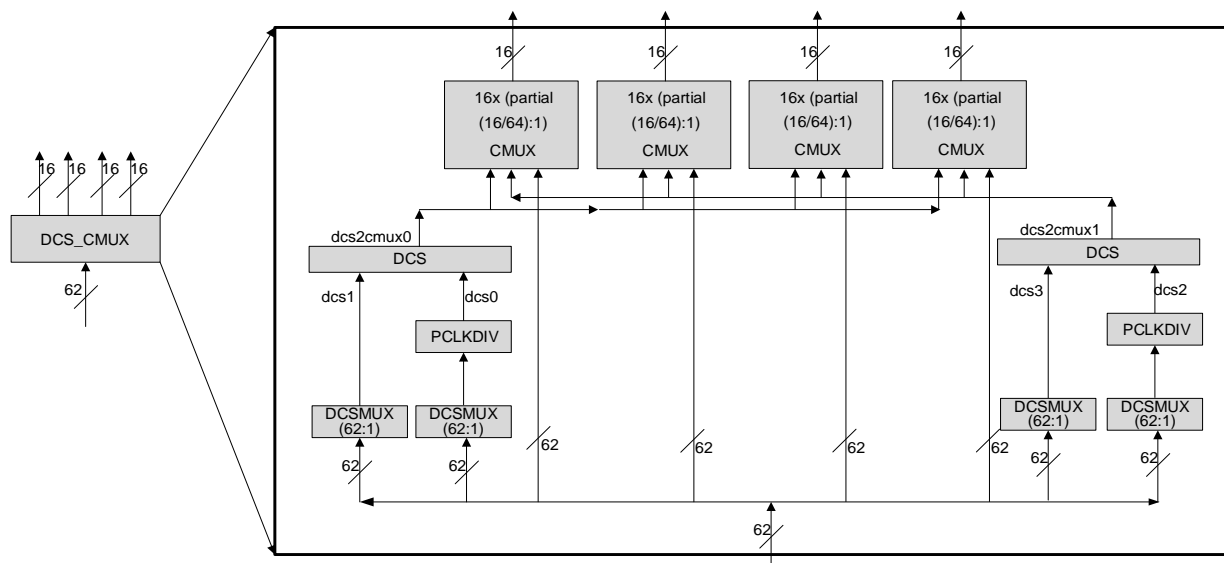 16 16 16 16
16x (partial
(16/64):1)
CMUX
16x (partial
(16/64):1)
CMUX
16x (partial
(16/64):1)
CMUX
16x (partial
(16/64):1)
CMUX
16 16 16 16
DCS_CMUX
62
dcs2cmux0
DCS
dcs1
dcs0
PCLKDIV
DCSMUX
(62:1)
DCSMUX
(62:1)
62
62
dcs2cmux1
DCS
dcs3
dcs2
PCLKDIV
DCSMUX
(62:1)
DCSMUX
(62:1)
62
62
62
62
62
62
62